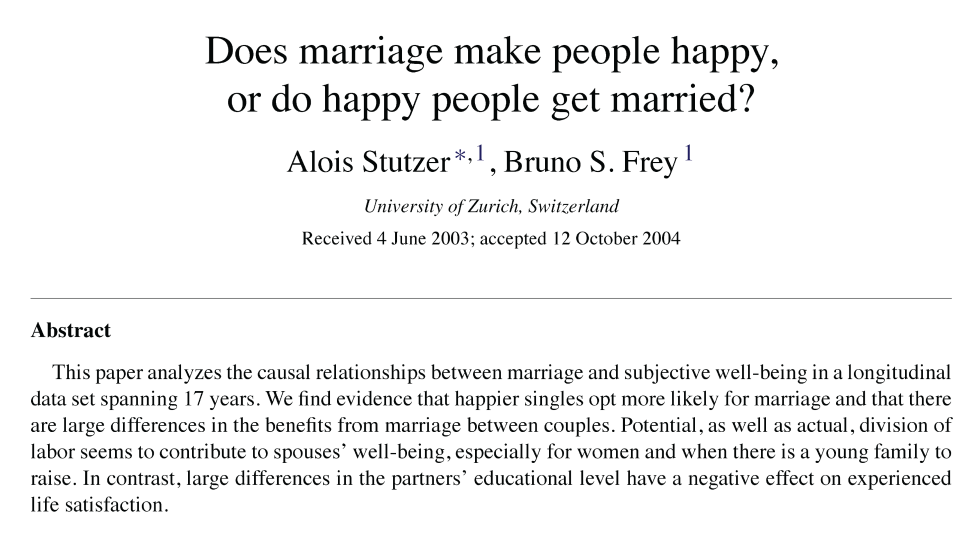 Does marriage make people happy,
or do happy people get married?
Alois Stutzer *,1, Bruno S. Frey 1
University of Zurich, Switzerland
Received 4 June 2003; accepted 12 October 2004
Abstract
This paper analyzes the causal relationships between marriage and subjective well-being in a longitudinal
data set spanning 17 years. We find evidence that happier singles opt more likely for marriage and that there
are large differences in the benefits from marriage between couples. Potential, as well as actual, division of
labor seems to contribute to spouses’ well-being, especially for women and when there is a young family to
raise. In contrast, large differences in the partners’ educational level have a negative effect on experienced
life satisfaction.